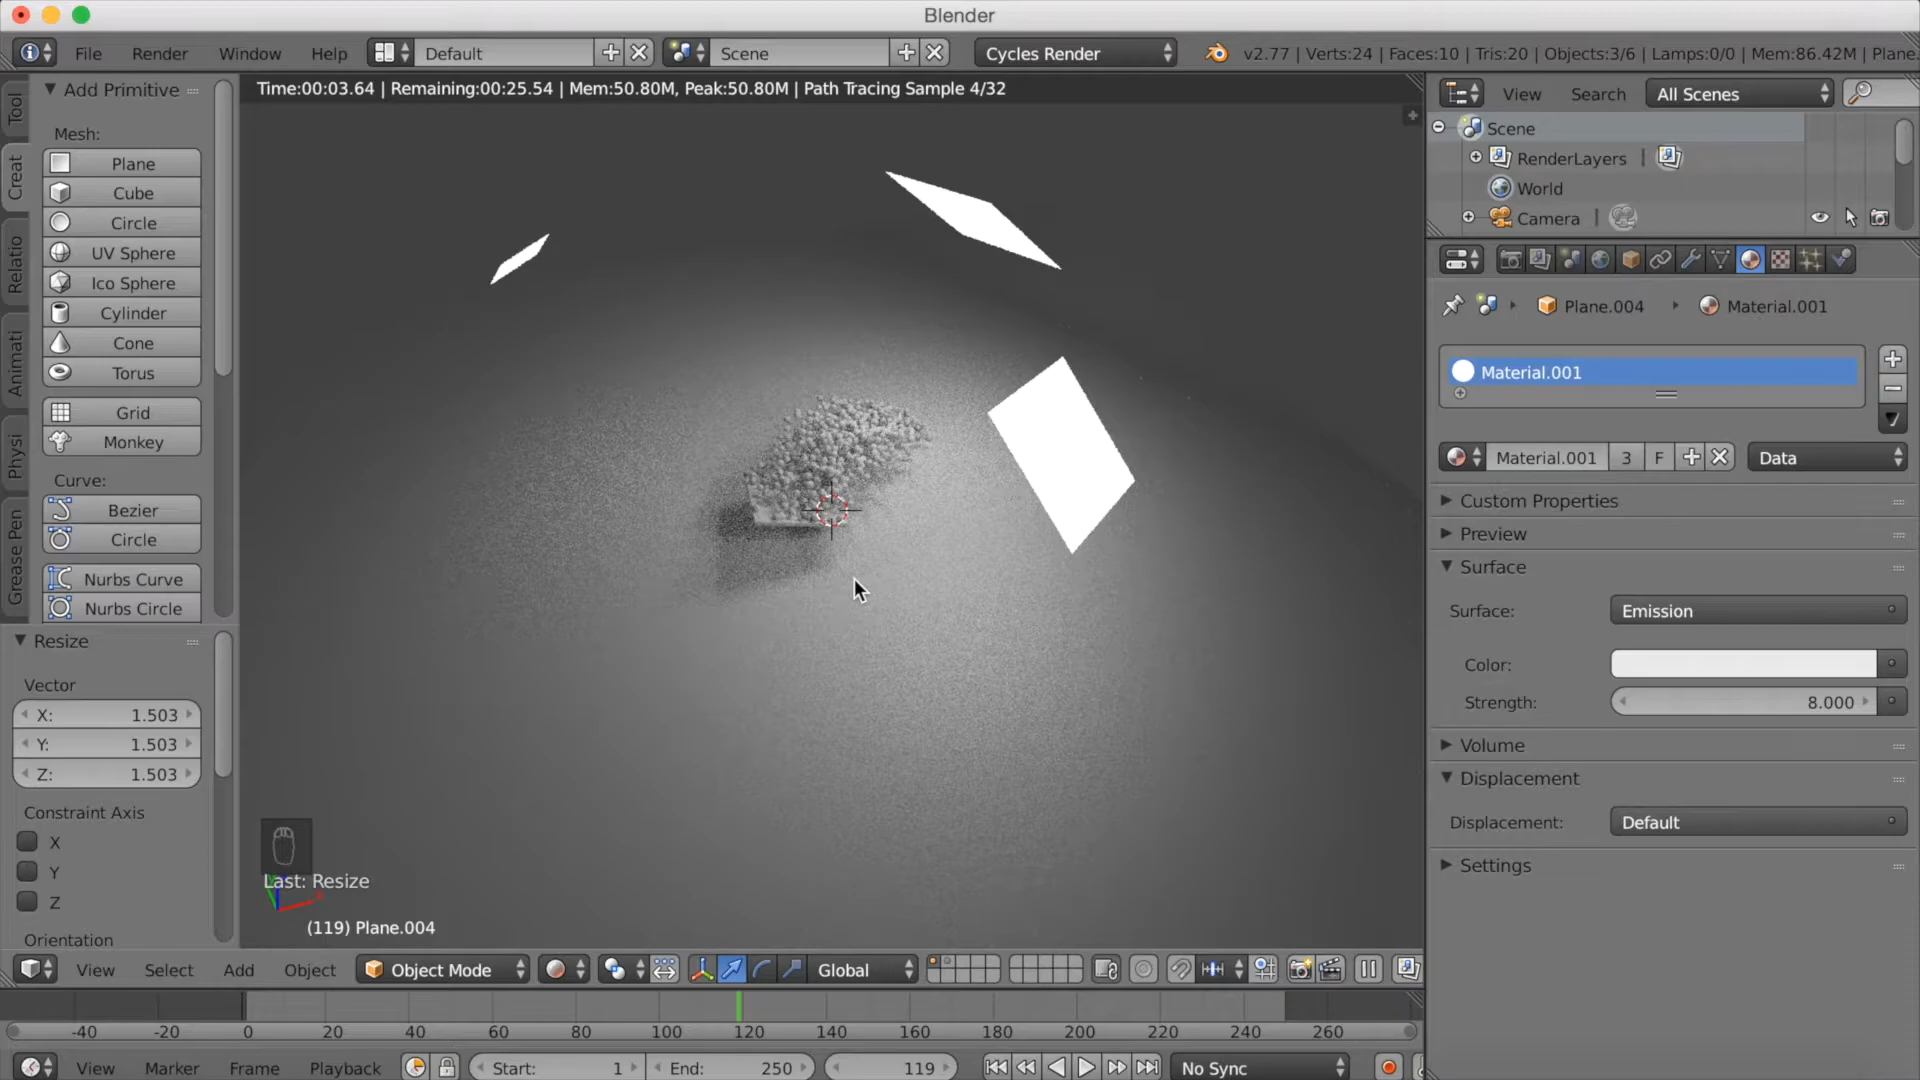 Blender
File Render Window Help Default Scene Cycles Render v2.77 | Verts:24 | Faces:10 | Tris:20 | Objects:3/6 | Lamps:0/0 | Mem:86.42M | Plane.
Time:00:03.64 | Remaining:00:25.54 | Mem:50.80M, Peak:50.80M | Path Tracing Sample 4/32
Tool
Creat
Relatio
Animati
Physi
Grease Pen
Add Primitive
Mesh:
Plane
Cube
Circle
UV Sphere
Ico Sphere
Cylinder
Cone
Torus
Grid
Monkey
Curve:
Bezier
Circle
Nurbs Curve
Nurbs Circle
Resize
Vector
X: 1.503
Y: 1.503
Z: 1.503
Constraint Axis
X
Y
Z
Orientation
Last: Resize
(119) Plane.004
View Search All Scenes
Scene
RenderLayers |
World
Camera |
Plane.004 Material.001
Material.001
Material.001 3 F Data
Custom Properties
Preview
Surface
Surface: Emission
Color:
Strength: 8.000
Volume
Displacement
Displacement: Default
Settings
View Select Add Object Object Mode Global
-40 -20 0 20 40 60 80 100 120 140 160 180 200 220 240 260
View Marker Frame Playback Start: 1 End: 250 119 No Sync